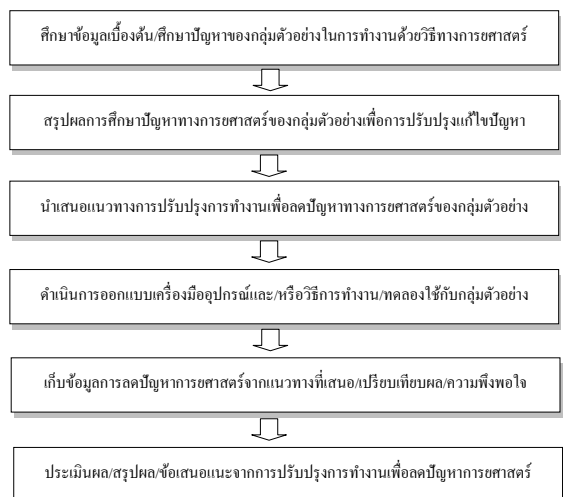 ศึกษาข้อมูลเบื้องต้น/ศึกษาปัญหาของกลุ่มตัวอย่างในการทำงานด้วยวิธีทางการยศาสตร์
สรุปผลการศึกษาปัญหาทางการยศาสตร์ของกลุ่มตัวอย่างเพื่อการปรับปรุงแก้ไขปัญหา
นำเสนอแนวทางการปรับปรุงการทำงานเพื่อลดปัญหาทางการยศาสตร์ของกลุ่มตัวอย่าง
ดำเนินการออกแบบเครื่องมืออุปกรณ์และ/หรือวิธีการทำงาน/ทดลองใช้กับกลุ่มตัวอย่าง
เก็บข้อมูลการลดปัญหาการยศาสตร์จากแนวทางที่เสนอ/เปรียบเทียบผล/ความพึงพอใจ
ประเมินผล/สรุปผล/ข้อเสนอแนะจากการปรับปรุงการทำงานเพื่อลดปัญหาการยศาสตร์